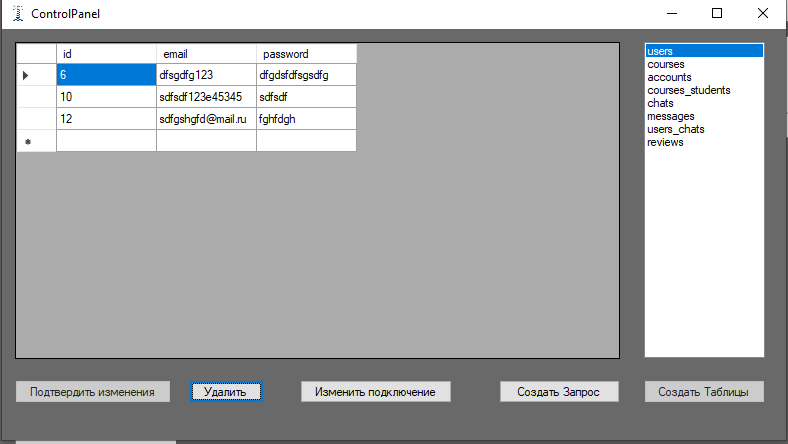 ControlPanel
id email password
6 dfsgdfg123 dfgdsfdfsgsdfg
10 sdfsdf123e45345 sdfsdf
12 sdfgshgfd@mail.ru fghfdgh
users
courses
accounts
courses_students
chats
messages
users_chats
reviews
Подтвердить изменения Удалить Изменить подключение Создать Запрос Создать Таблицы